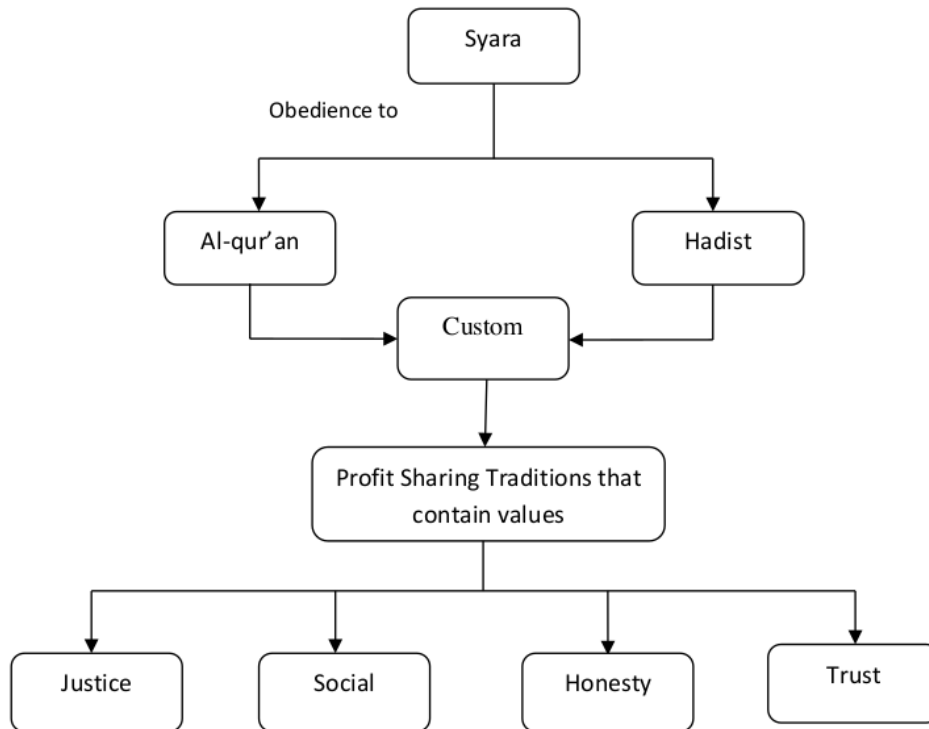 Syara
Obedience to
Al-qur’an
Hadist
Custom
Profit Sharing Traditions that
contain values
Justice
Social
Honesty
Trust